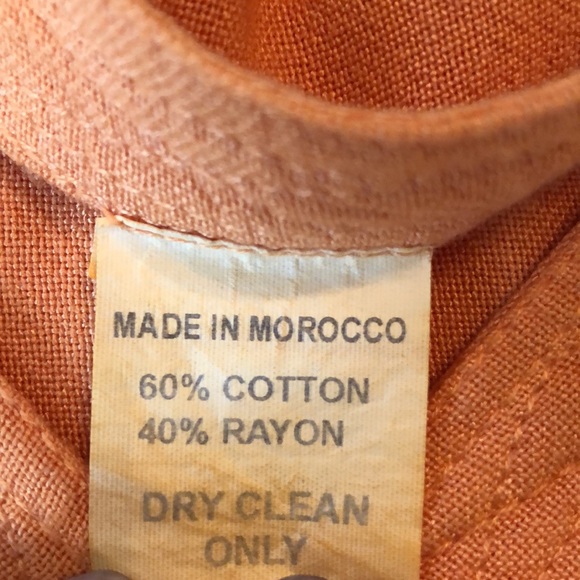 MADE IN MOROCCO
60% COTTON
40% RAYON
DRY CLEAN
ONLY